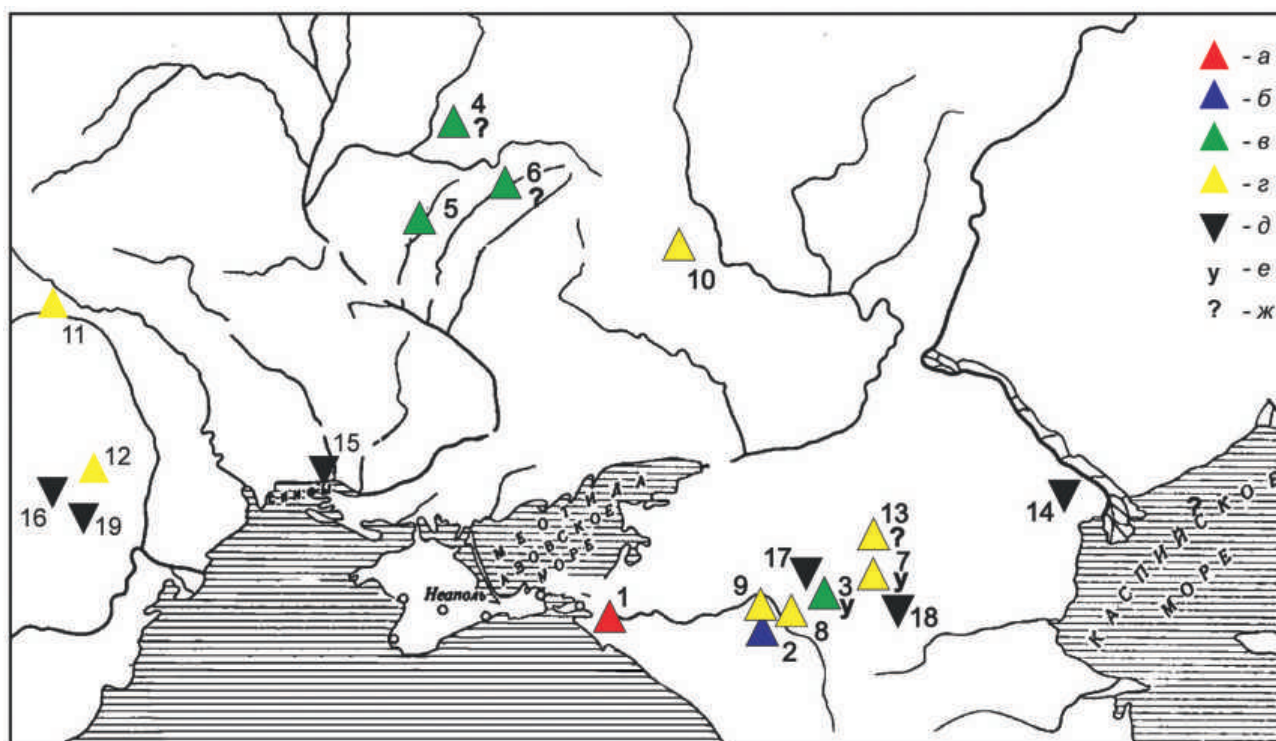 - а
- б
- в
- г
- д
у - е
? - ж
4
?
6
?
5
10
11
12
15
16
19
14
?
13
?
7
у
17
3
у
18
9
8
2
1
Неаполь
МЕОТИДА
АЗОВСКОЕ
МОРЕ
КАСПИЙСКОЕ
МОРЕ